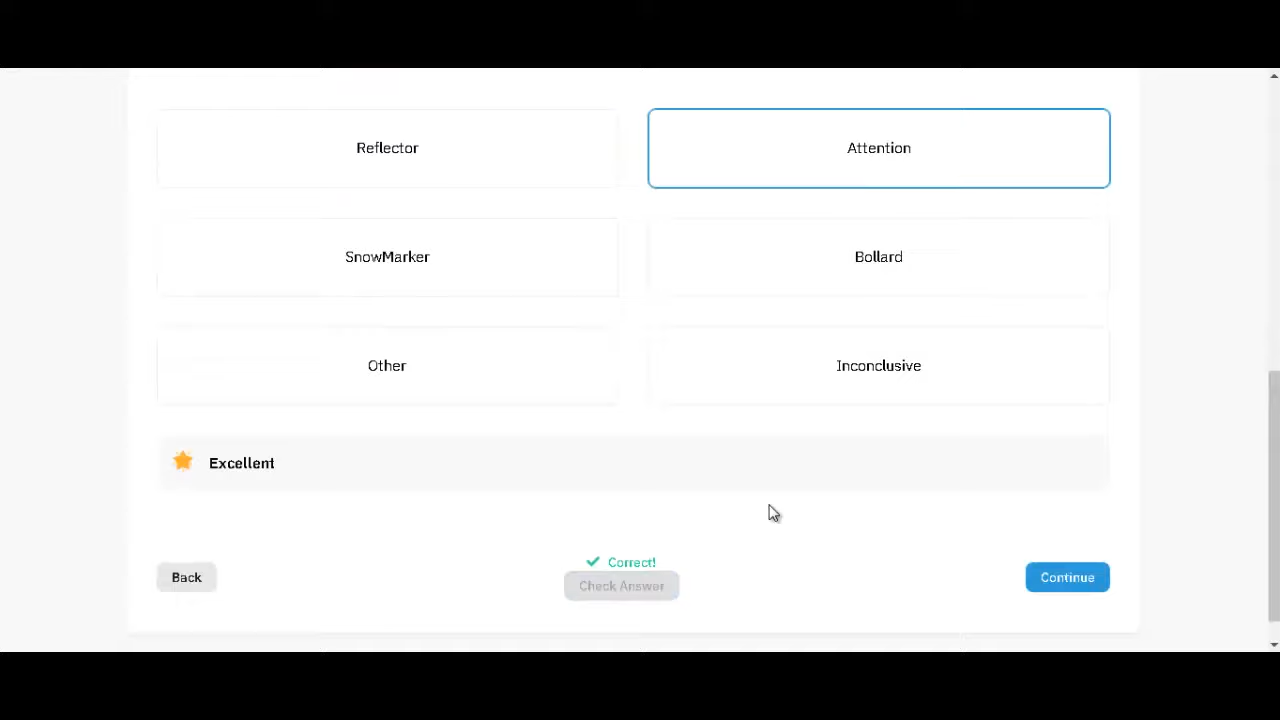 Reflector
Attention
SnowMarker
Bollard
Other
Inconclusive
Excellent
Correct!
Back
Check Answer
Continue